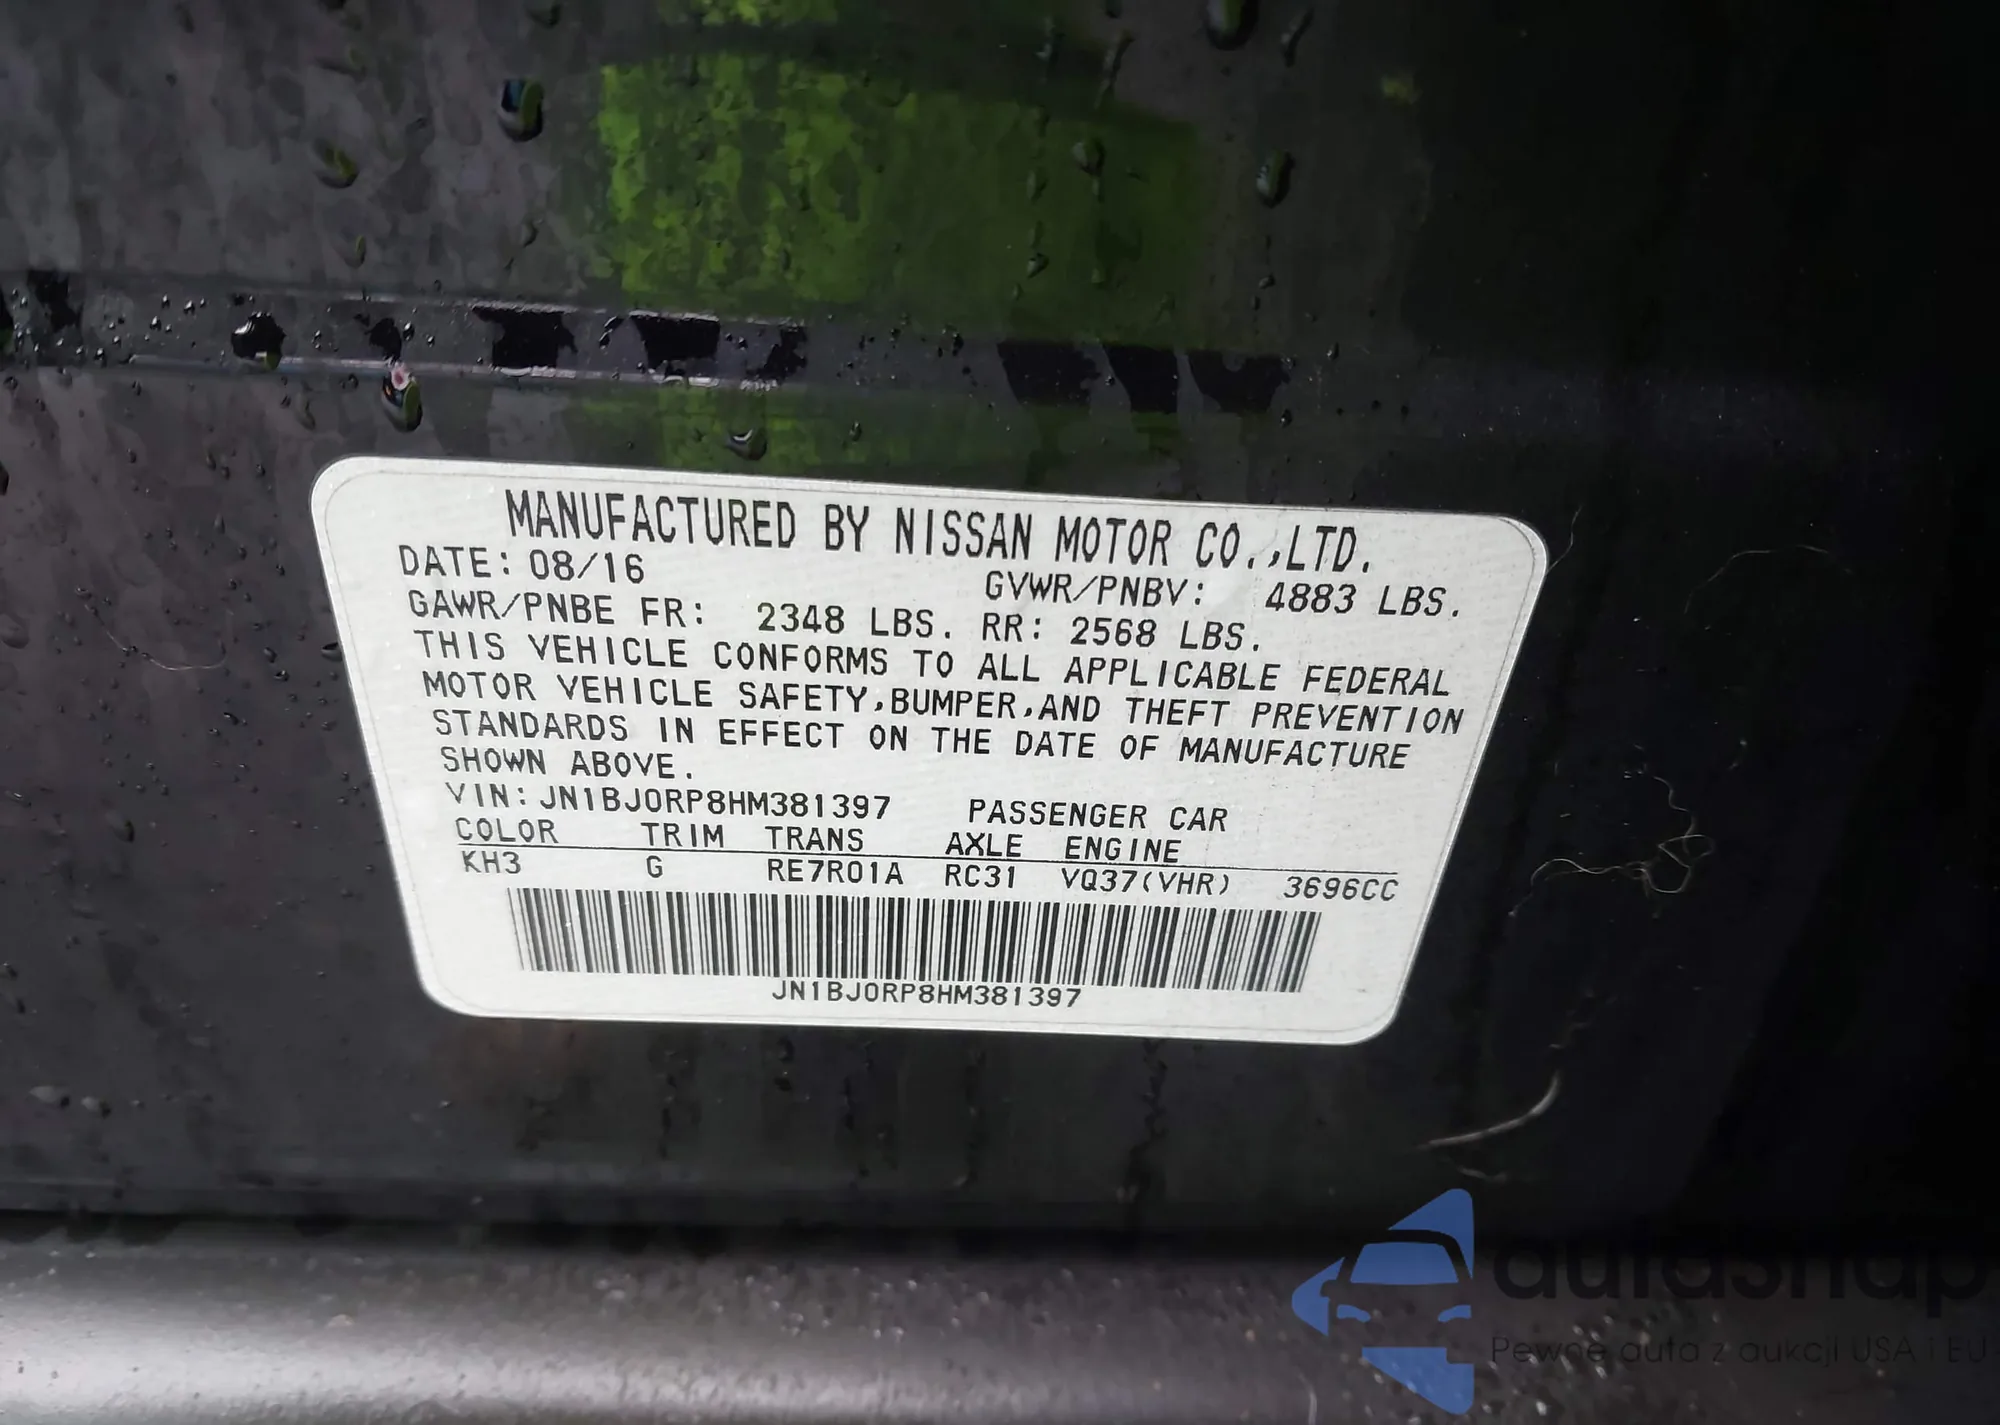 MANUFACTURED BY NISSAN MOTOR CO.,LTD.
DATE: 08/16 GVWR/PNBV: 4883 LBS.
GAWR/PNBE FR: 2348 LBS. RR: 2568 LBS.
THIS VEHICLE CONFORMS TO ALL APPLICABLE FEDERAL
MOTOR VEHICLE SAFETY,BUMPER,AND THEFT PREVENTION
STANDARDS IN EFFECT ON THE DATE OF MANUFACTURE
SHOWN ABOVE.
VIN: JN1BJ0RP8HM381397 PASSENGER CAR
COLOR TRIM TRANS AXLE ENGINE
KH3 G RE7R01A RC31 VQ37(VHR) 3696CC
JN1BJ0RP8HM381397
autasnap
Pewne auta z aukcji USA i EU